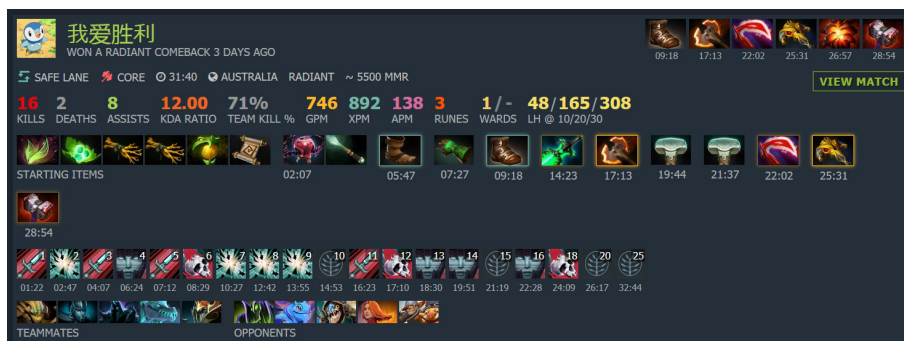 我爱胜利
WON A RADIANT COMEBACK 3 DAYS AGO
09:18 17:13 22:02 25:31 26:57 28:54
SAFE LANE CORE 31:40 AUSTRALIA RADIANT ~ 5500 MMR
VIEW MATCH
16 2 8 12.00 71% 746 892 138 3 1/- 48/165/308
KILLS DEATHS ASSISTS KDA RATIO TEAM KILL % GPM XPM APM RUNES WARDS LH @ 10/20/30
STARTING ITEMS 02:07 05:47 07:27 09:18 14:23 17:13 19:44 21:37 22:02 25:31
28:54
1 2 3 4 5 6 7 8 9 10 11 12 13 14 15 16 18 20 25
01:22 02:47 04:07 06:24 07:12 08:29 10:27 12:42 13:55 14:53 16:23 17:10 18:30 19:51 21:19 22:28 24:09 26:17 32:44
TEAMMATES OPPONENTS